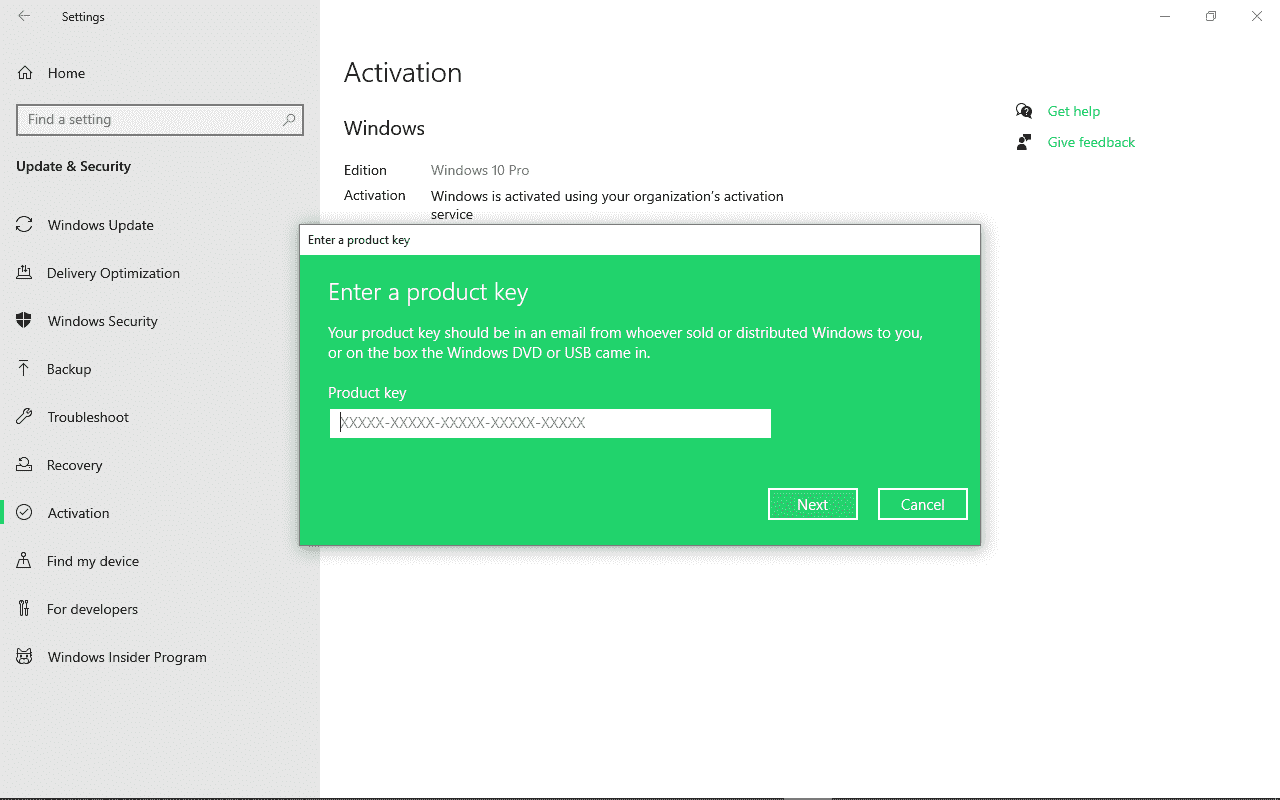 Settings
Home
Find a setting
Update & Security
Windows Update
Delivery Optimization
Windows Security
Backup
Troubleshoot
Recovery
Activation
Find my device
For developers
Windows Insider Program
Activation
Windows
Edition Windows 10 Pro
Activation Windows is activated using your organization's activation
service
Get help
Give feedback
Enter a product key
Enter a product key
Your product key should be in an email from whoever sold or distributed Windows to you,
or on the box the Windows DVD or USB came in.
Product key
XXXXX-XXXXX-XXXXX-XXXXX-XXXXX
Next Cancel